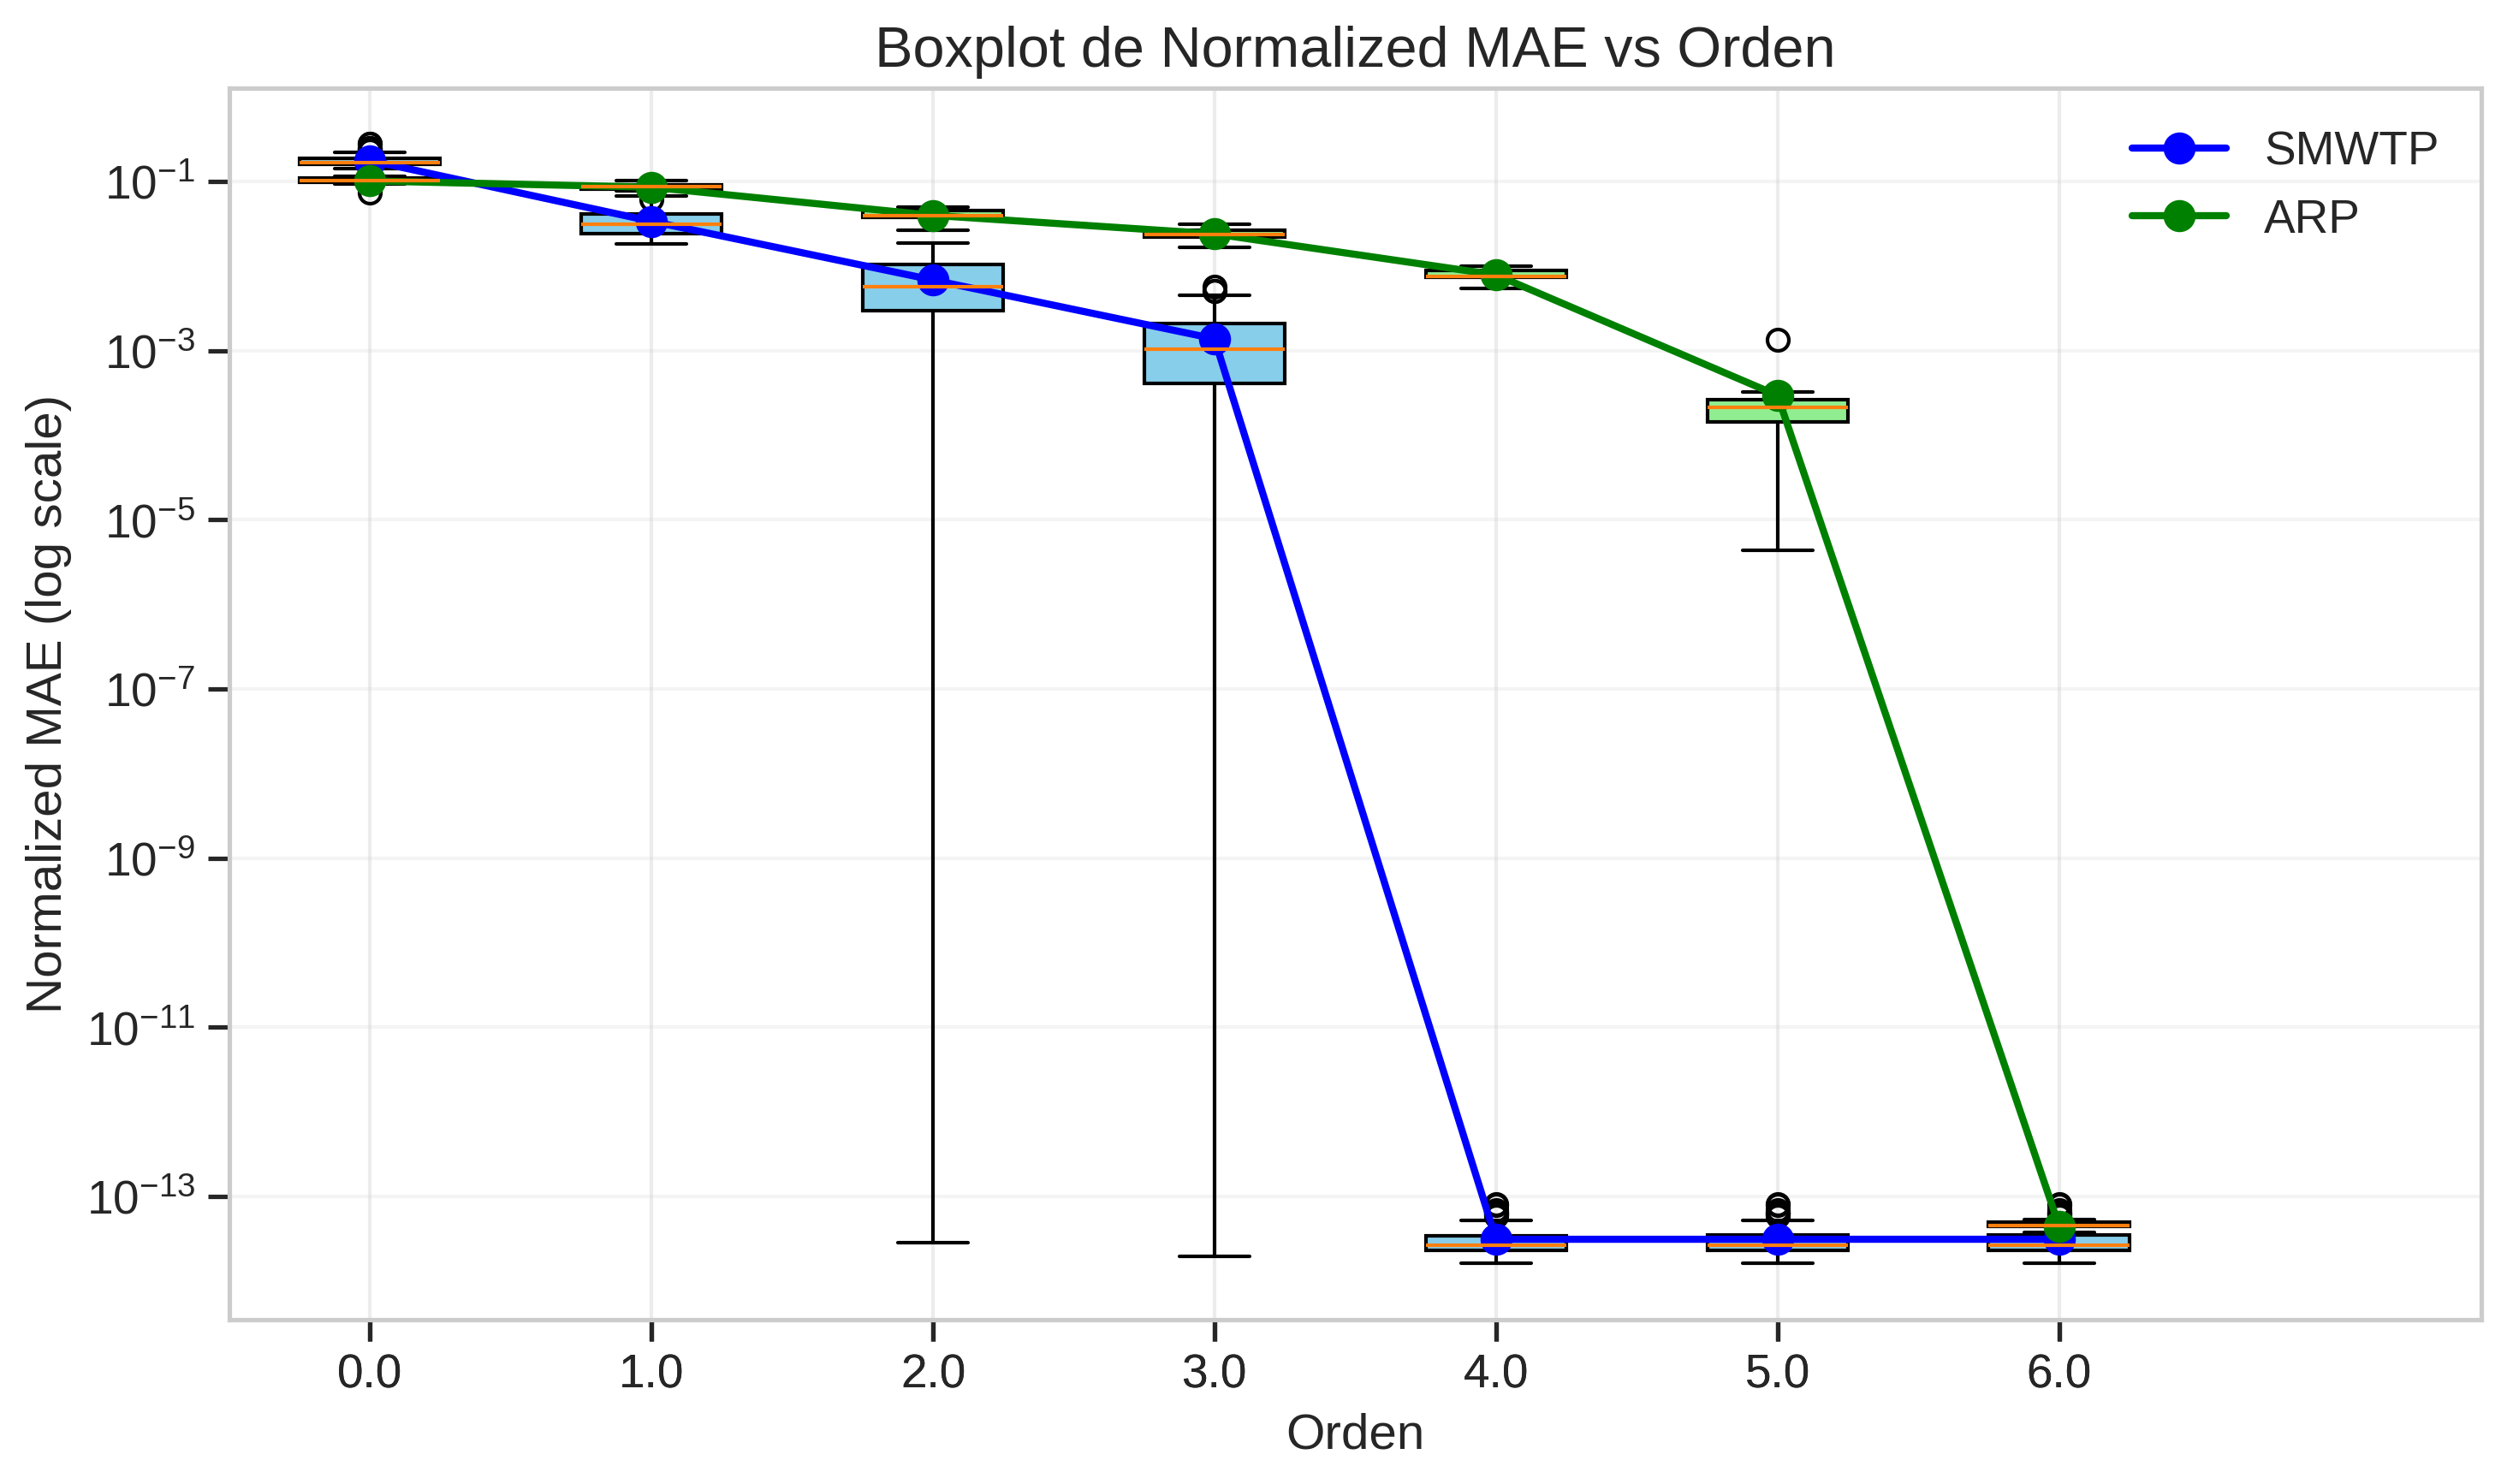 Boxplot de Normalized MAE vs Orden
SMWTP
ARP
Normalized MAE (log scale)
10⁻¹
10⁻³
10⁻⁵
10⁻⁷
10⁻⁹
10⁻¹¹
10⁻¹³
0.0 1.0 2.0 3.0 4.0 5.0 6.0
Orden